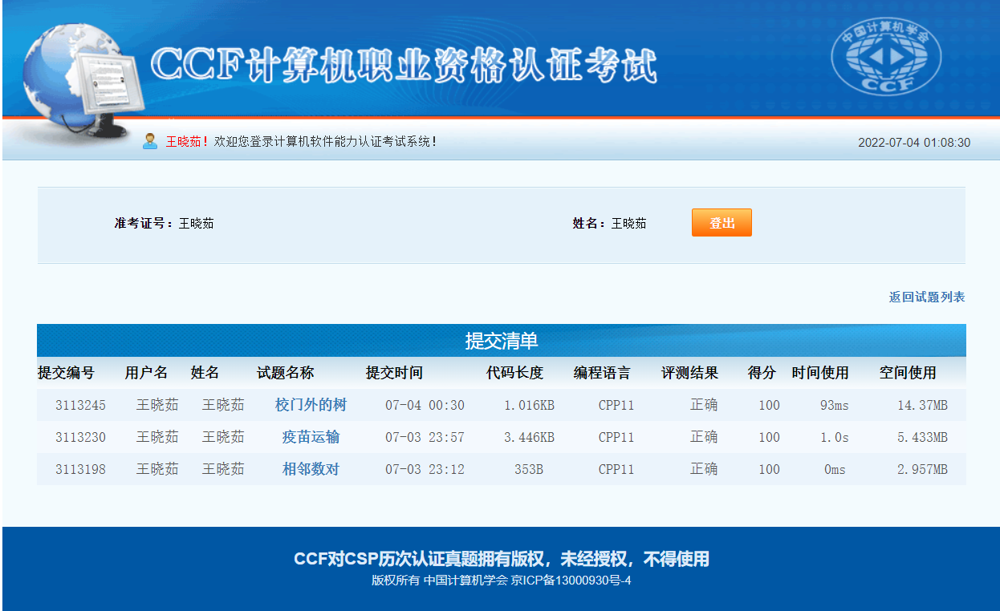 CCF计算机职业资格认证考试
中国计算机学会
CCF
王晓茹！欢迎您登录计算机软件能力认证考试系统！
2022-07-04 01:08:30
准考证号：王晓茹 姓名：王晓茹 登出
返回试题列表
提交清单
提交编号 用户名 姓名 试题名称 提交时间 代码长度 编程语言 评测结果 得分 时间使用 空间使用
3113245 王晓茹 王晓茹 校门外的树 07-04 00:30 1.016KB CPP11 正确 100 93ms 14.37MB
3113230 王晓茹 王晓茹 疫苗运输 07-03 23:57 3.446KB CPP11 正确 100 1.0s 5.433MB
3113198 王晓茹 王晓茹 相邻数对 07-03 23:12 353B CPP11 正确 100 0ms 2.957MB
CCF对CSP历次认证真题拥有版权，未经授权，不得使用
版权所有 中国计算机学会 京ICP备13000930号-4